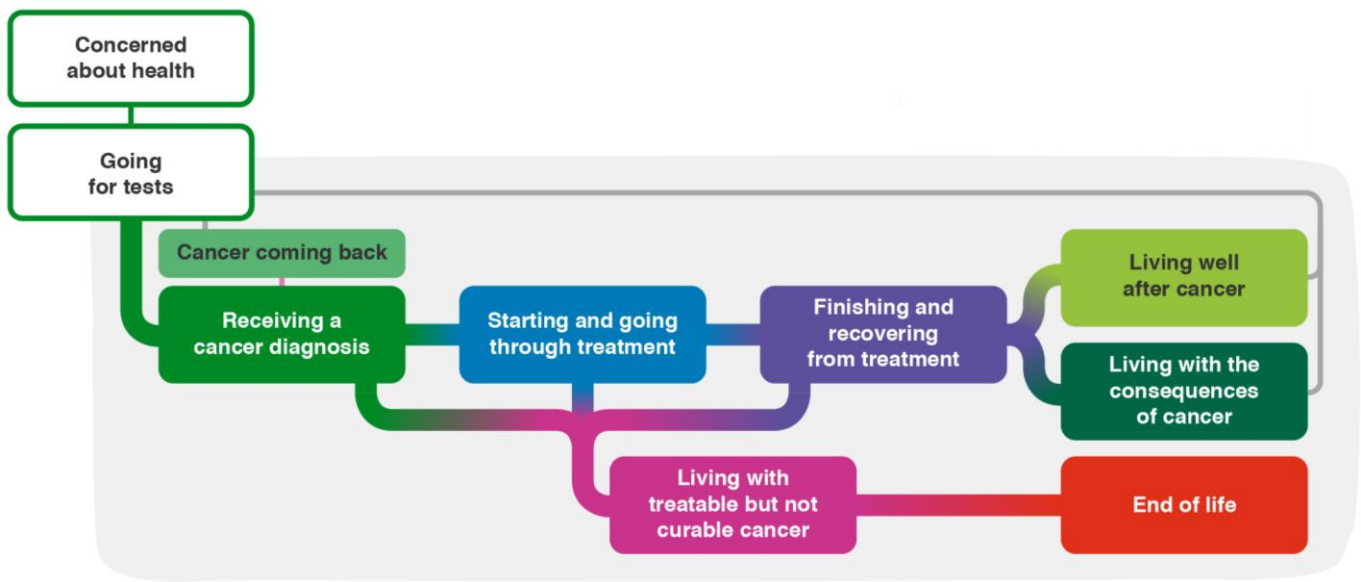 Concerned
about health
Going
for tests
Cancer coming back
Receiving a
cancer diagnosis
Starting and going
through treatment
Finishing and
recovering
from treatment
Living well
after cancer
Living with the
consequences
of cancer
Living with
treatable but not
curable cancer
End of life